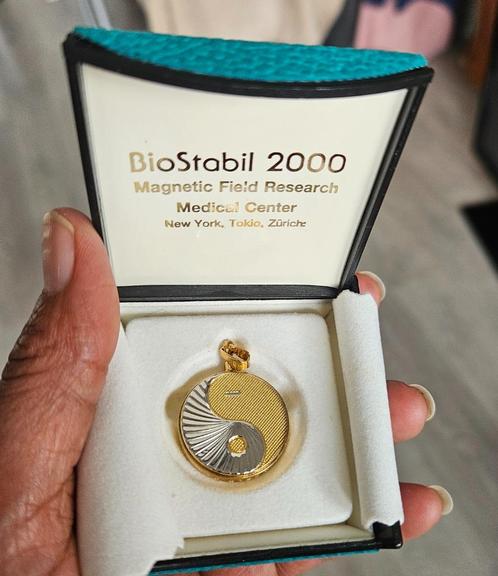 BioStabil 2000
Magnetic Field Research
Medical Center
New York, Tokio, Zürich: